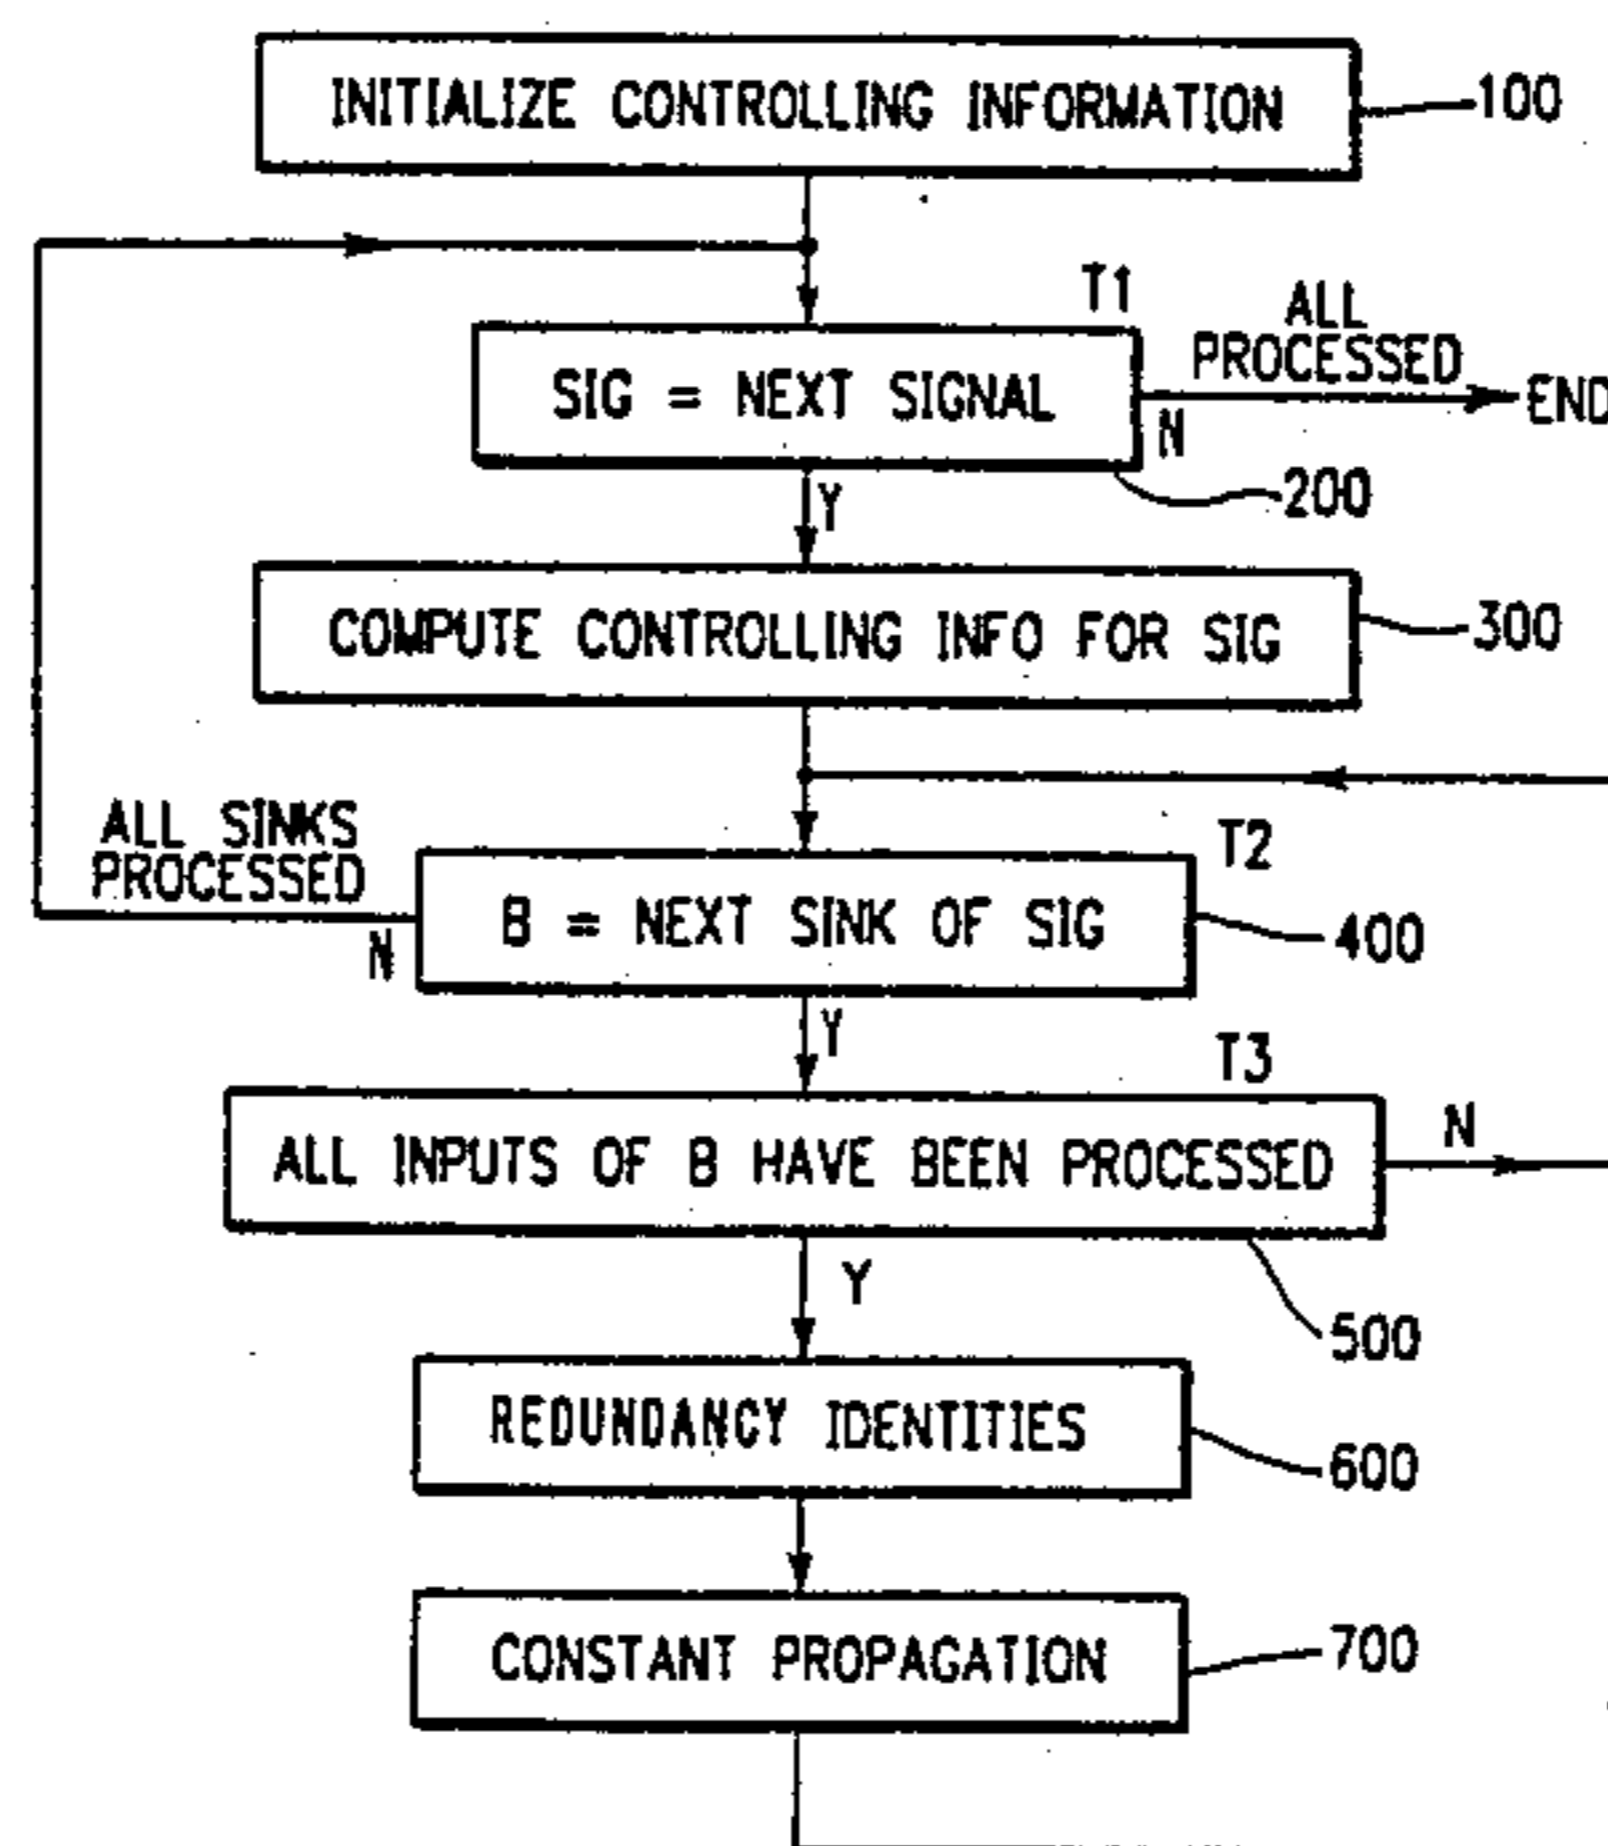 INITIALIZE CONTROLLING INFORMATION
100
T1
ALL
PROCESSED
SIG = NEXT SIGNAL
END
N
200
Y
COMPUTE CONTROLLING INFO FOR SIG
300
ALL SINKS
PROCESSED
T2
B = NEXT SINK OF SIG
400
N
Y
T3
ALL INPUTS OF B HAVE BEEN PROCESSED
N
Y
500
REDUNDANCY IDENTITIES
600
CONSTANT PROPAGATION
700